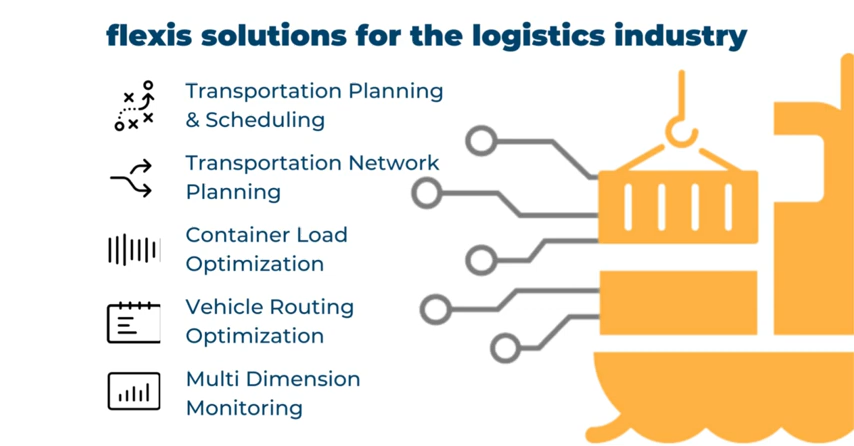 flexis solutions for the logistics industry
Transportation Planning
& Scheduling
Transportation Network
Planning
Container Load
Optimization
Vehicle Routing
Optimization
Multi Dimension
Monitoring